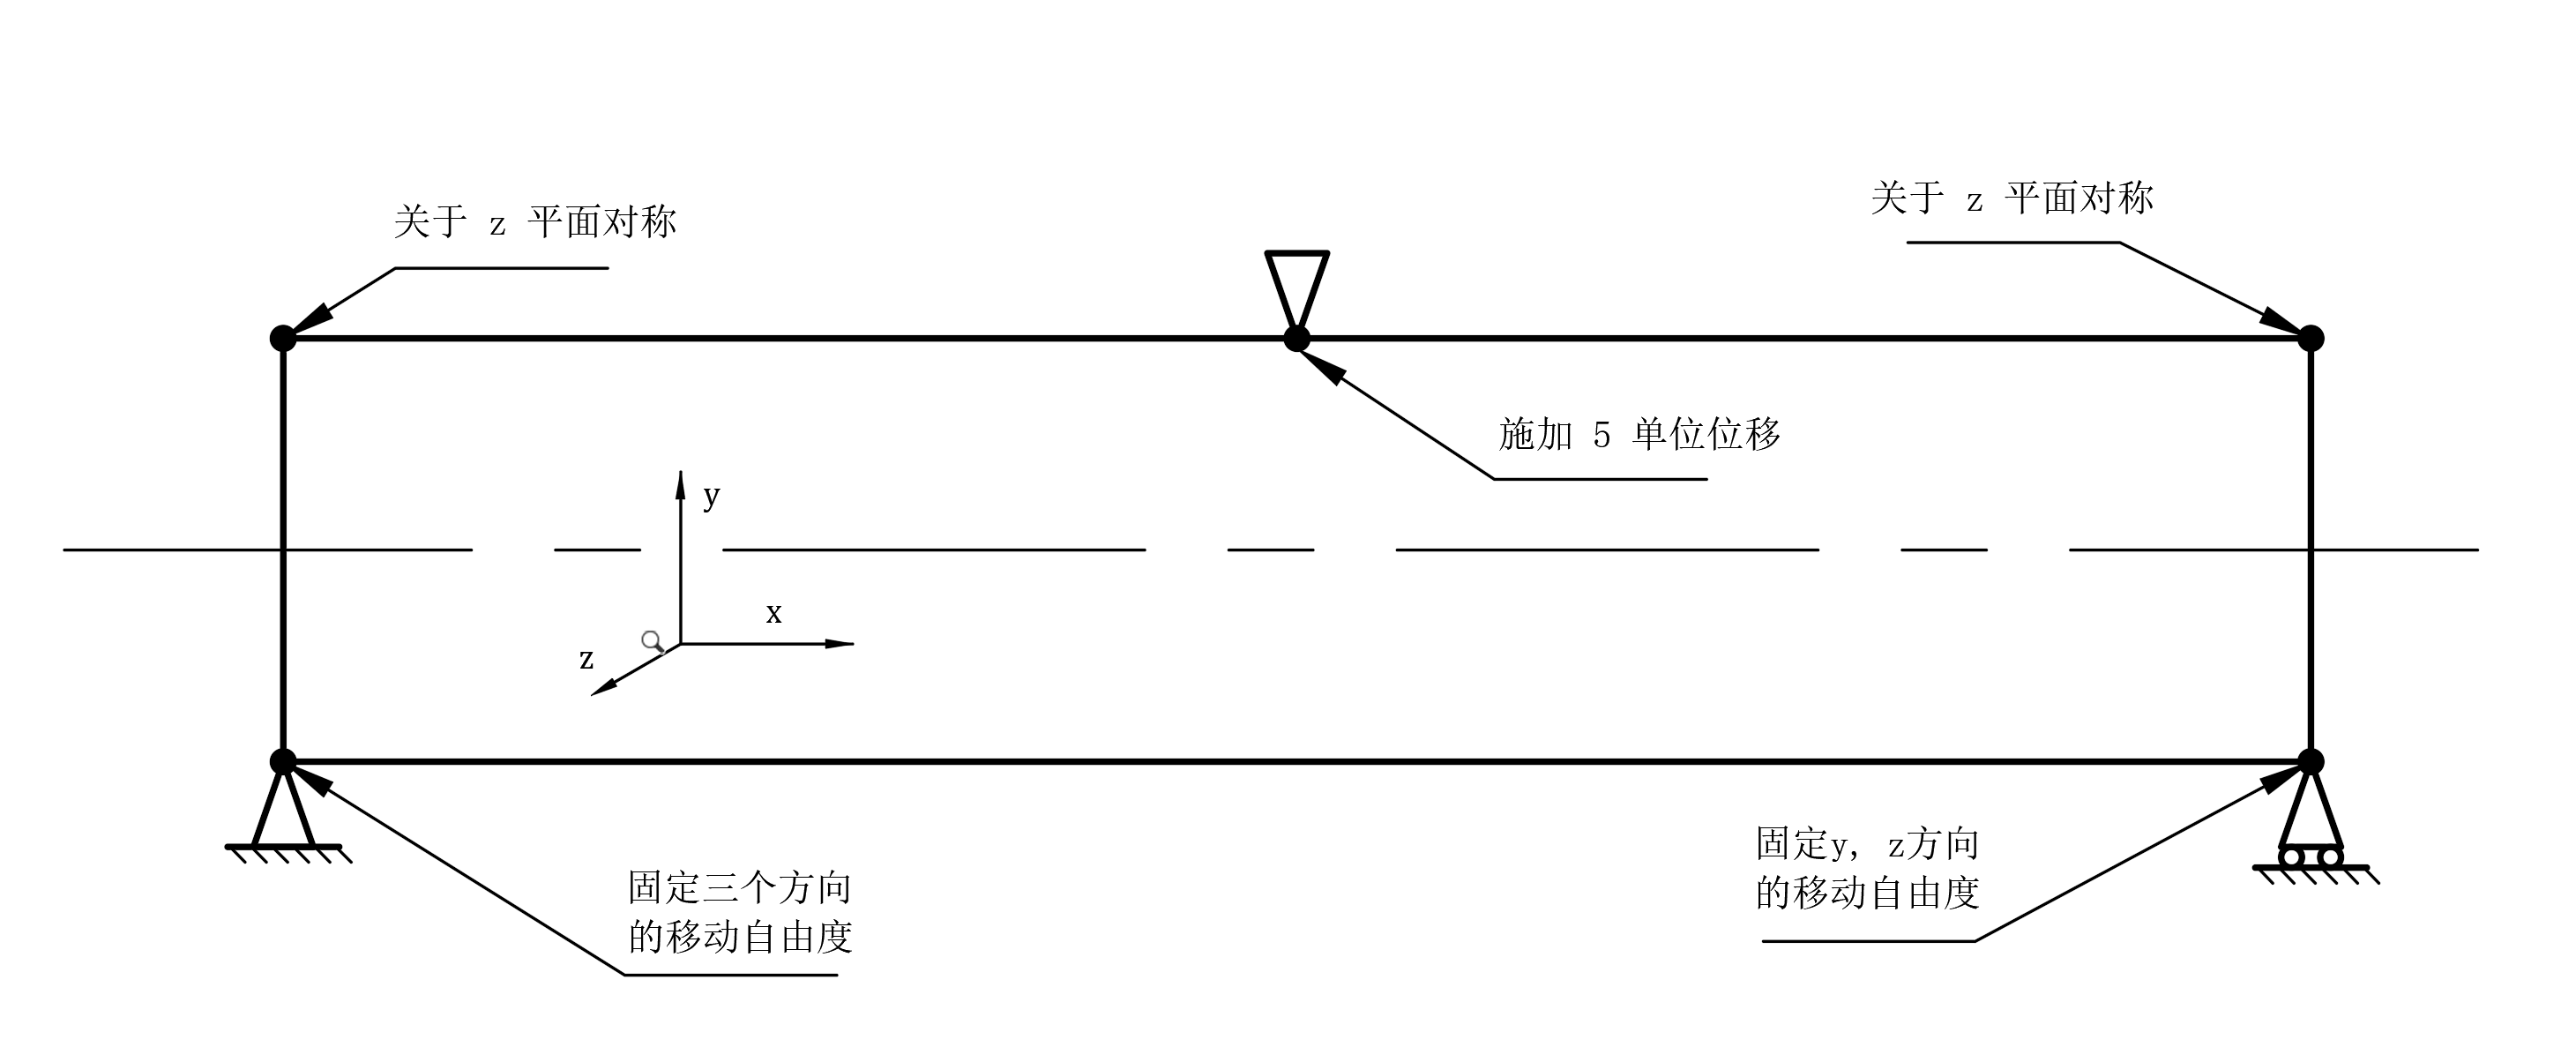 关于 z 平面对称
关于 z 平面对称
施加 5 单位位移
y
x
z
固定三个方向
的移动自由度
固定y, z方向
的移动自由度